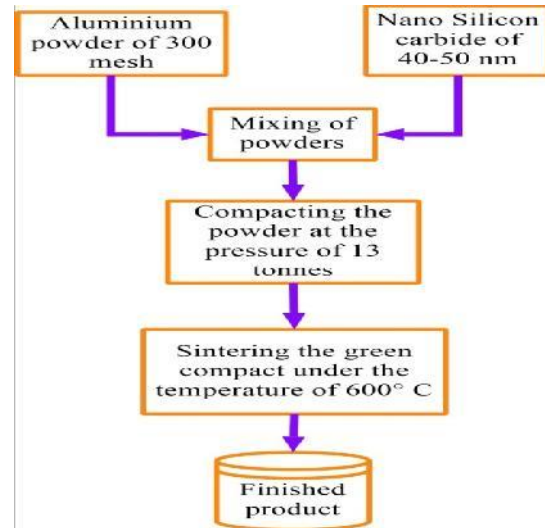 Aluminium
powder of 300
mesh
Nano Silicon
carbide of
40-50 nm
Mixing of
powders
Compacting the
powder at the
pressure of 13
tonnes
Sintering the green
compact under the
temperature of 600° C
Finished
product